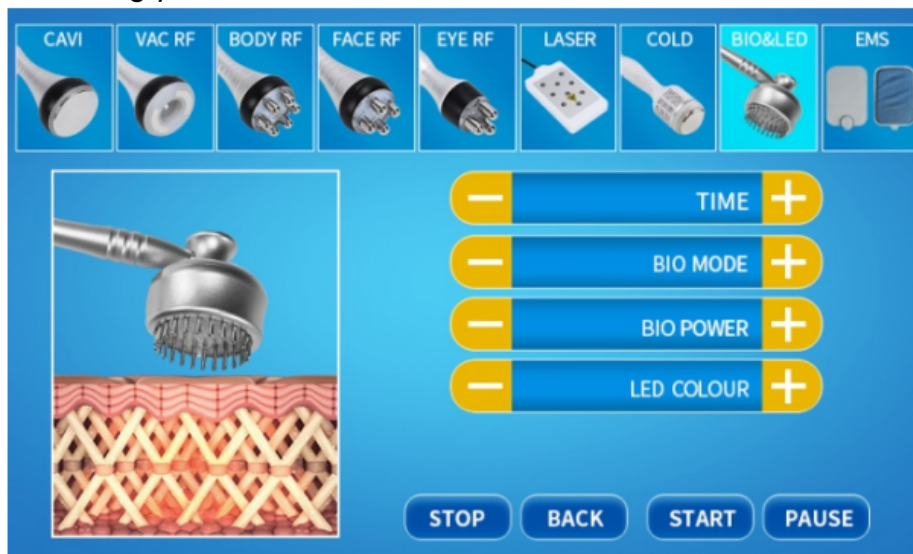 CAVI
VAC RF
BODY RF
FACE RF
EYE RF
LASER
COLD
BIO&LED
EMS
TIME
BIO MODE
BIO POWER
LED COLOUR
STOP
BACK
START
PAUSE